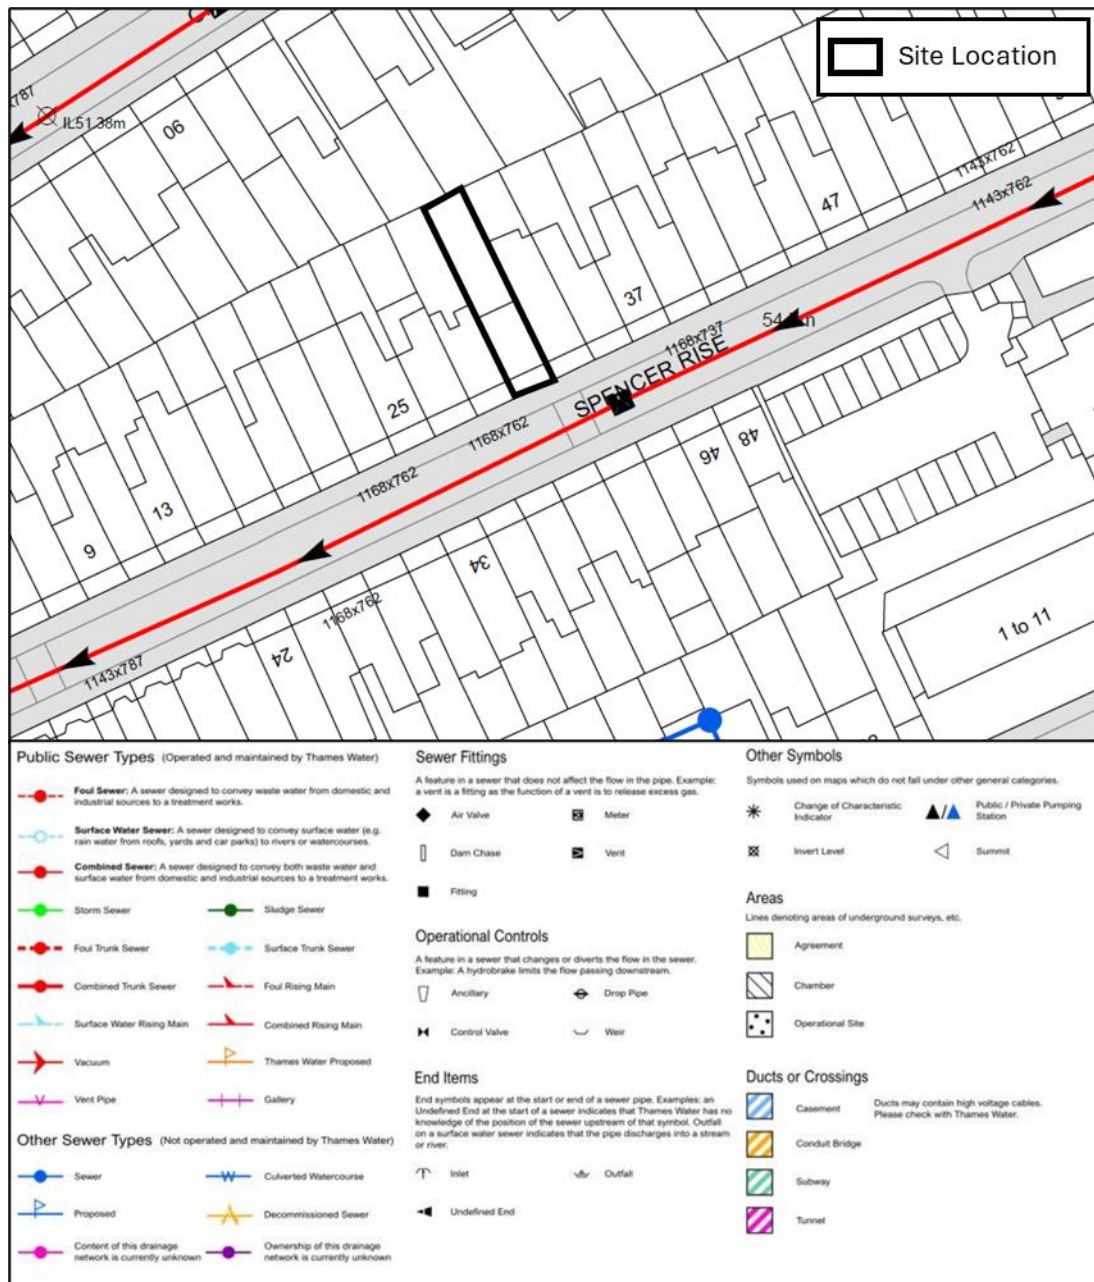 Site Location
787
IL51.38m
90
1143x762
1143x762
47
37
54
m
1168x737
SPENCER RISE
25
1168x762
1168x762
13
9
46
48
34
1168x762
24
1143x787
1 to 11
Public Sewer Types (Operated and maintained by Thames Water)
Foul Sewer: A sewer designed to convey waste water from domestic and
industrial sources to a treatment works.
Surface Water Sewer: A sewer designed to convey surface water (e.g.
rain water from roofs, yards and car parks) to rivers or watercourses.
Combined Sewer: A sewer designed to convey both waste water and
surface water from domestic and industrial sources to a treatment works.
Storm Sewer
Sludge Sewer
Foul Trunk Sewer
Surface Trunk Sewer
Combined Trunk Sewer
Foul Rising Main
Surface Water Rising Main
Combined Rising Main
Vacuum
Thames Water Proposed
Vent Pipe
Gallery
Other Sewer Types (Not operated and maintained by Thames Water)
Sewer
Culverted Watercourse
Proposed
Decommissioned Sewer
Content of this drainage
network is currently unknown
Ownership of this drainage
network is currently unknown
Sewer Fittings
A feature in a sewer that does not affect the flow in the pipe. Example:
a vent is a fitting as the function of a vent is to release excess gas.
Air Valve
Meter
Dam Chase
Vent
Fitting
Operational Controls
A feature in a sewer that changes or diverts the flow in the sewer.
Example: A hydrobrake limits the flow passing downstream.
Ancillary
Drop Pipe
Control Valve
Weir
End Items
End symbols appear at the start or end of a sewer pipe. Examples: an
Undefined End at the start of a sewer indicates that Thames Water has no
knowledge of the position of the sewer upstream of that symbol. Outfall
on a surface water sewer indicates that the pipe discharges into a stream
or river.
Inlet
Outfall
Undefined End
Other Symbols
Symbols used on maps which do not fall under other general categories.
Change of Characteristic
Indicator
Public / Private Pumping
Station
Invert Level
Summit
Areas
Lines denoting areas of underground surveys, etc.
Agreement
Chamber
Operational Site
Ducts or Crossings
Casement
Ducts may contain high voltage cables.
Please check with Thames Water.
Conduit Bridge
Subway
Tunnel